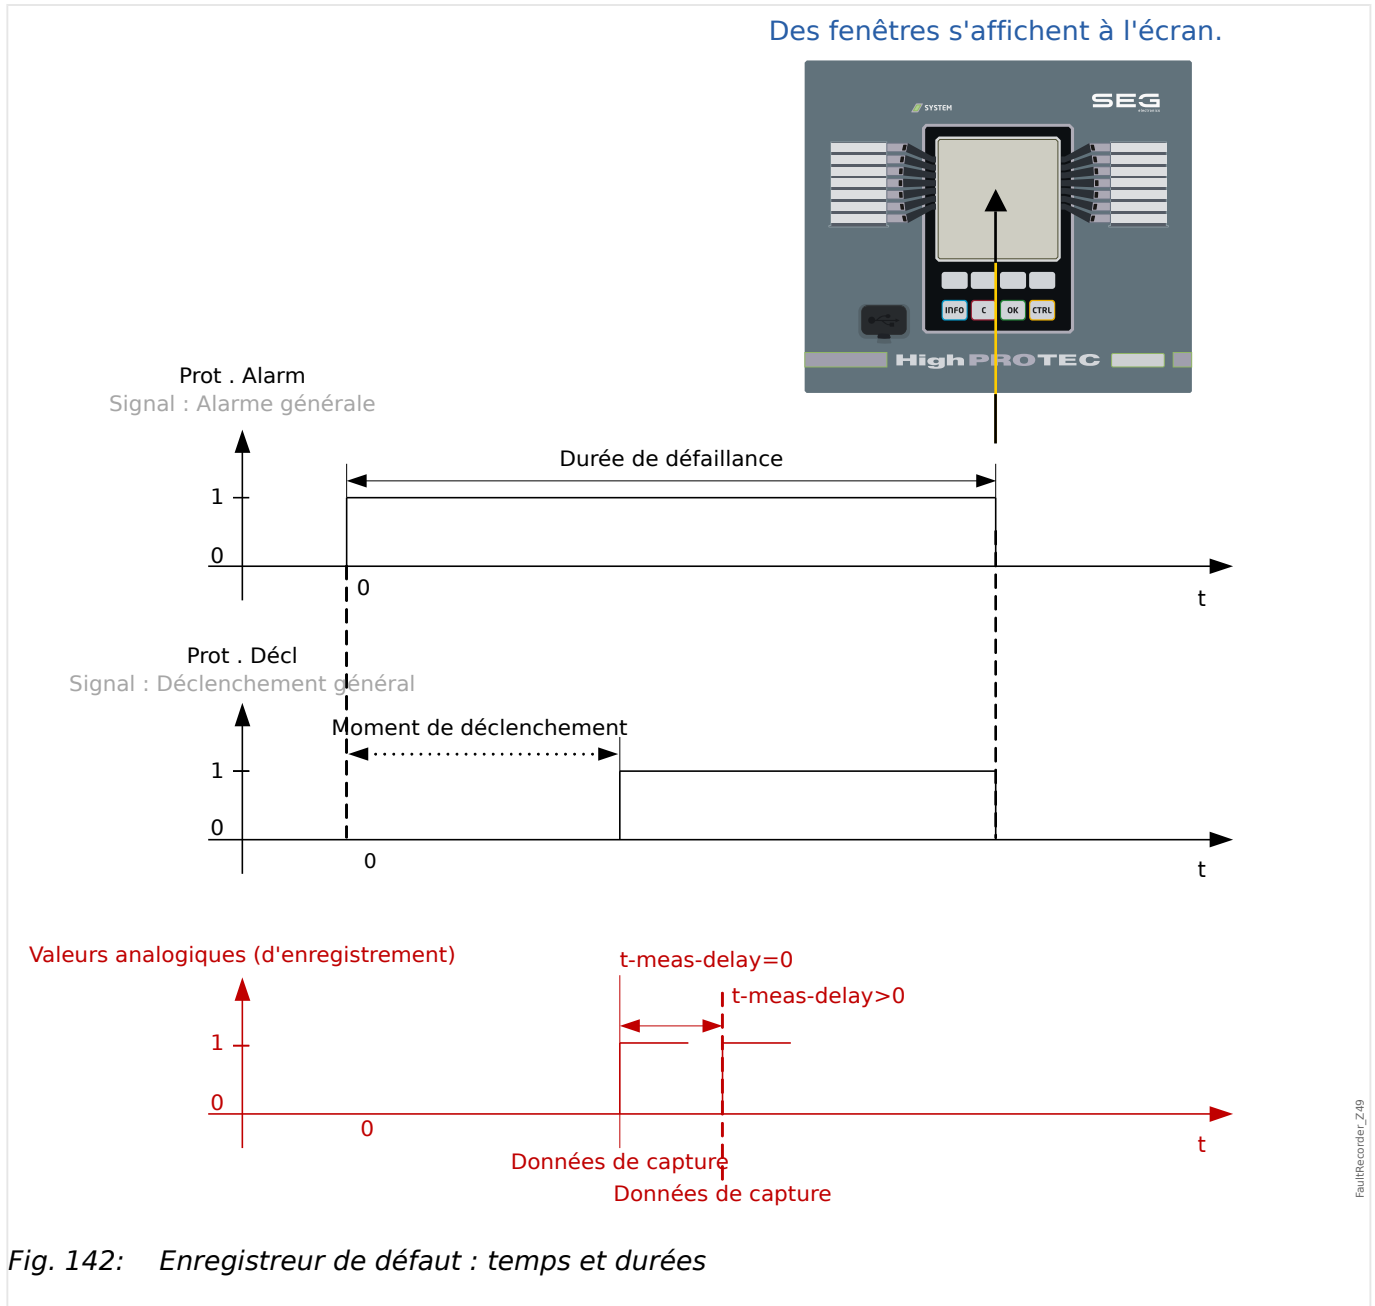 Des fenêtres s'affichent à l'écran.
SYSTEM
SEG
INFO
C
OK
CTRL
HighPROTEC
Prot . Alarm
Signal : Alarme générale
Durée de défaillance
1
0
0
t
Prot . Décl
Signal : Déclenchement général
Moment de déclenchement
1
0
0
t
Valeurs analogiques (d'enregistrement)
t-meas-delay=0
t-meas-delay>0
1
0
0
t
Données de capture
Données de capture
FaultRecorder_Z49
Fig. 142: Enregistreur de défaut : temps et durées